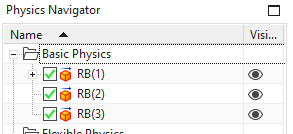 Physics Navigator
Name Visi...
Basic Physics
RB(1)
RB(2)
RB(3)
Flexible Physics